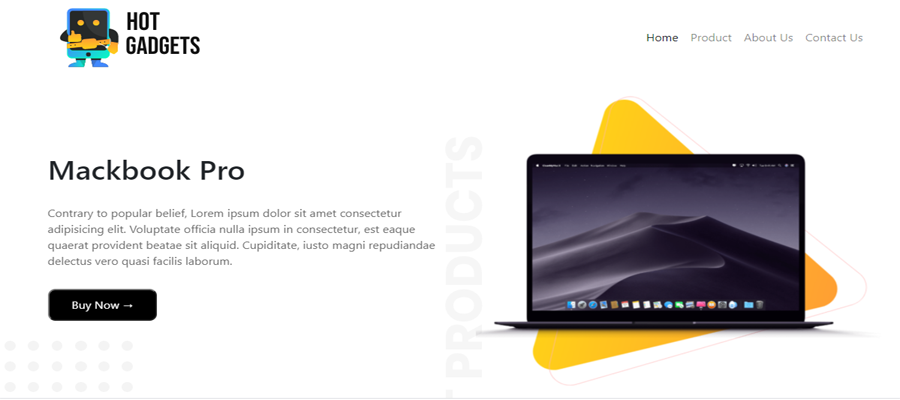 HOT
GADGETS
Home Product About Us Contact Us
Mackbook Pro
Contrary to popular belief, Lorem ipsum dolor sit amet consectetur
adipisicing elit. Voluptate officia nulla ipsum in consectetur, est eaque
quaerat provident beatae sit aliquid. Cupiditate, iusto magni repudiandae
delectus vero quasi facilis laborum.
Buy Now →
PRODUCTS